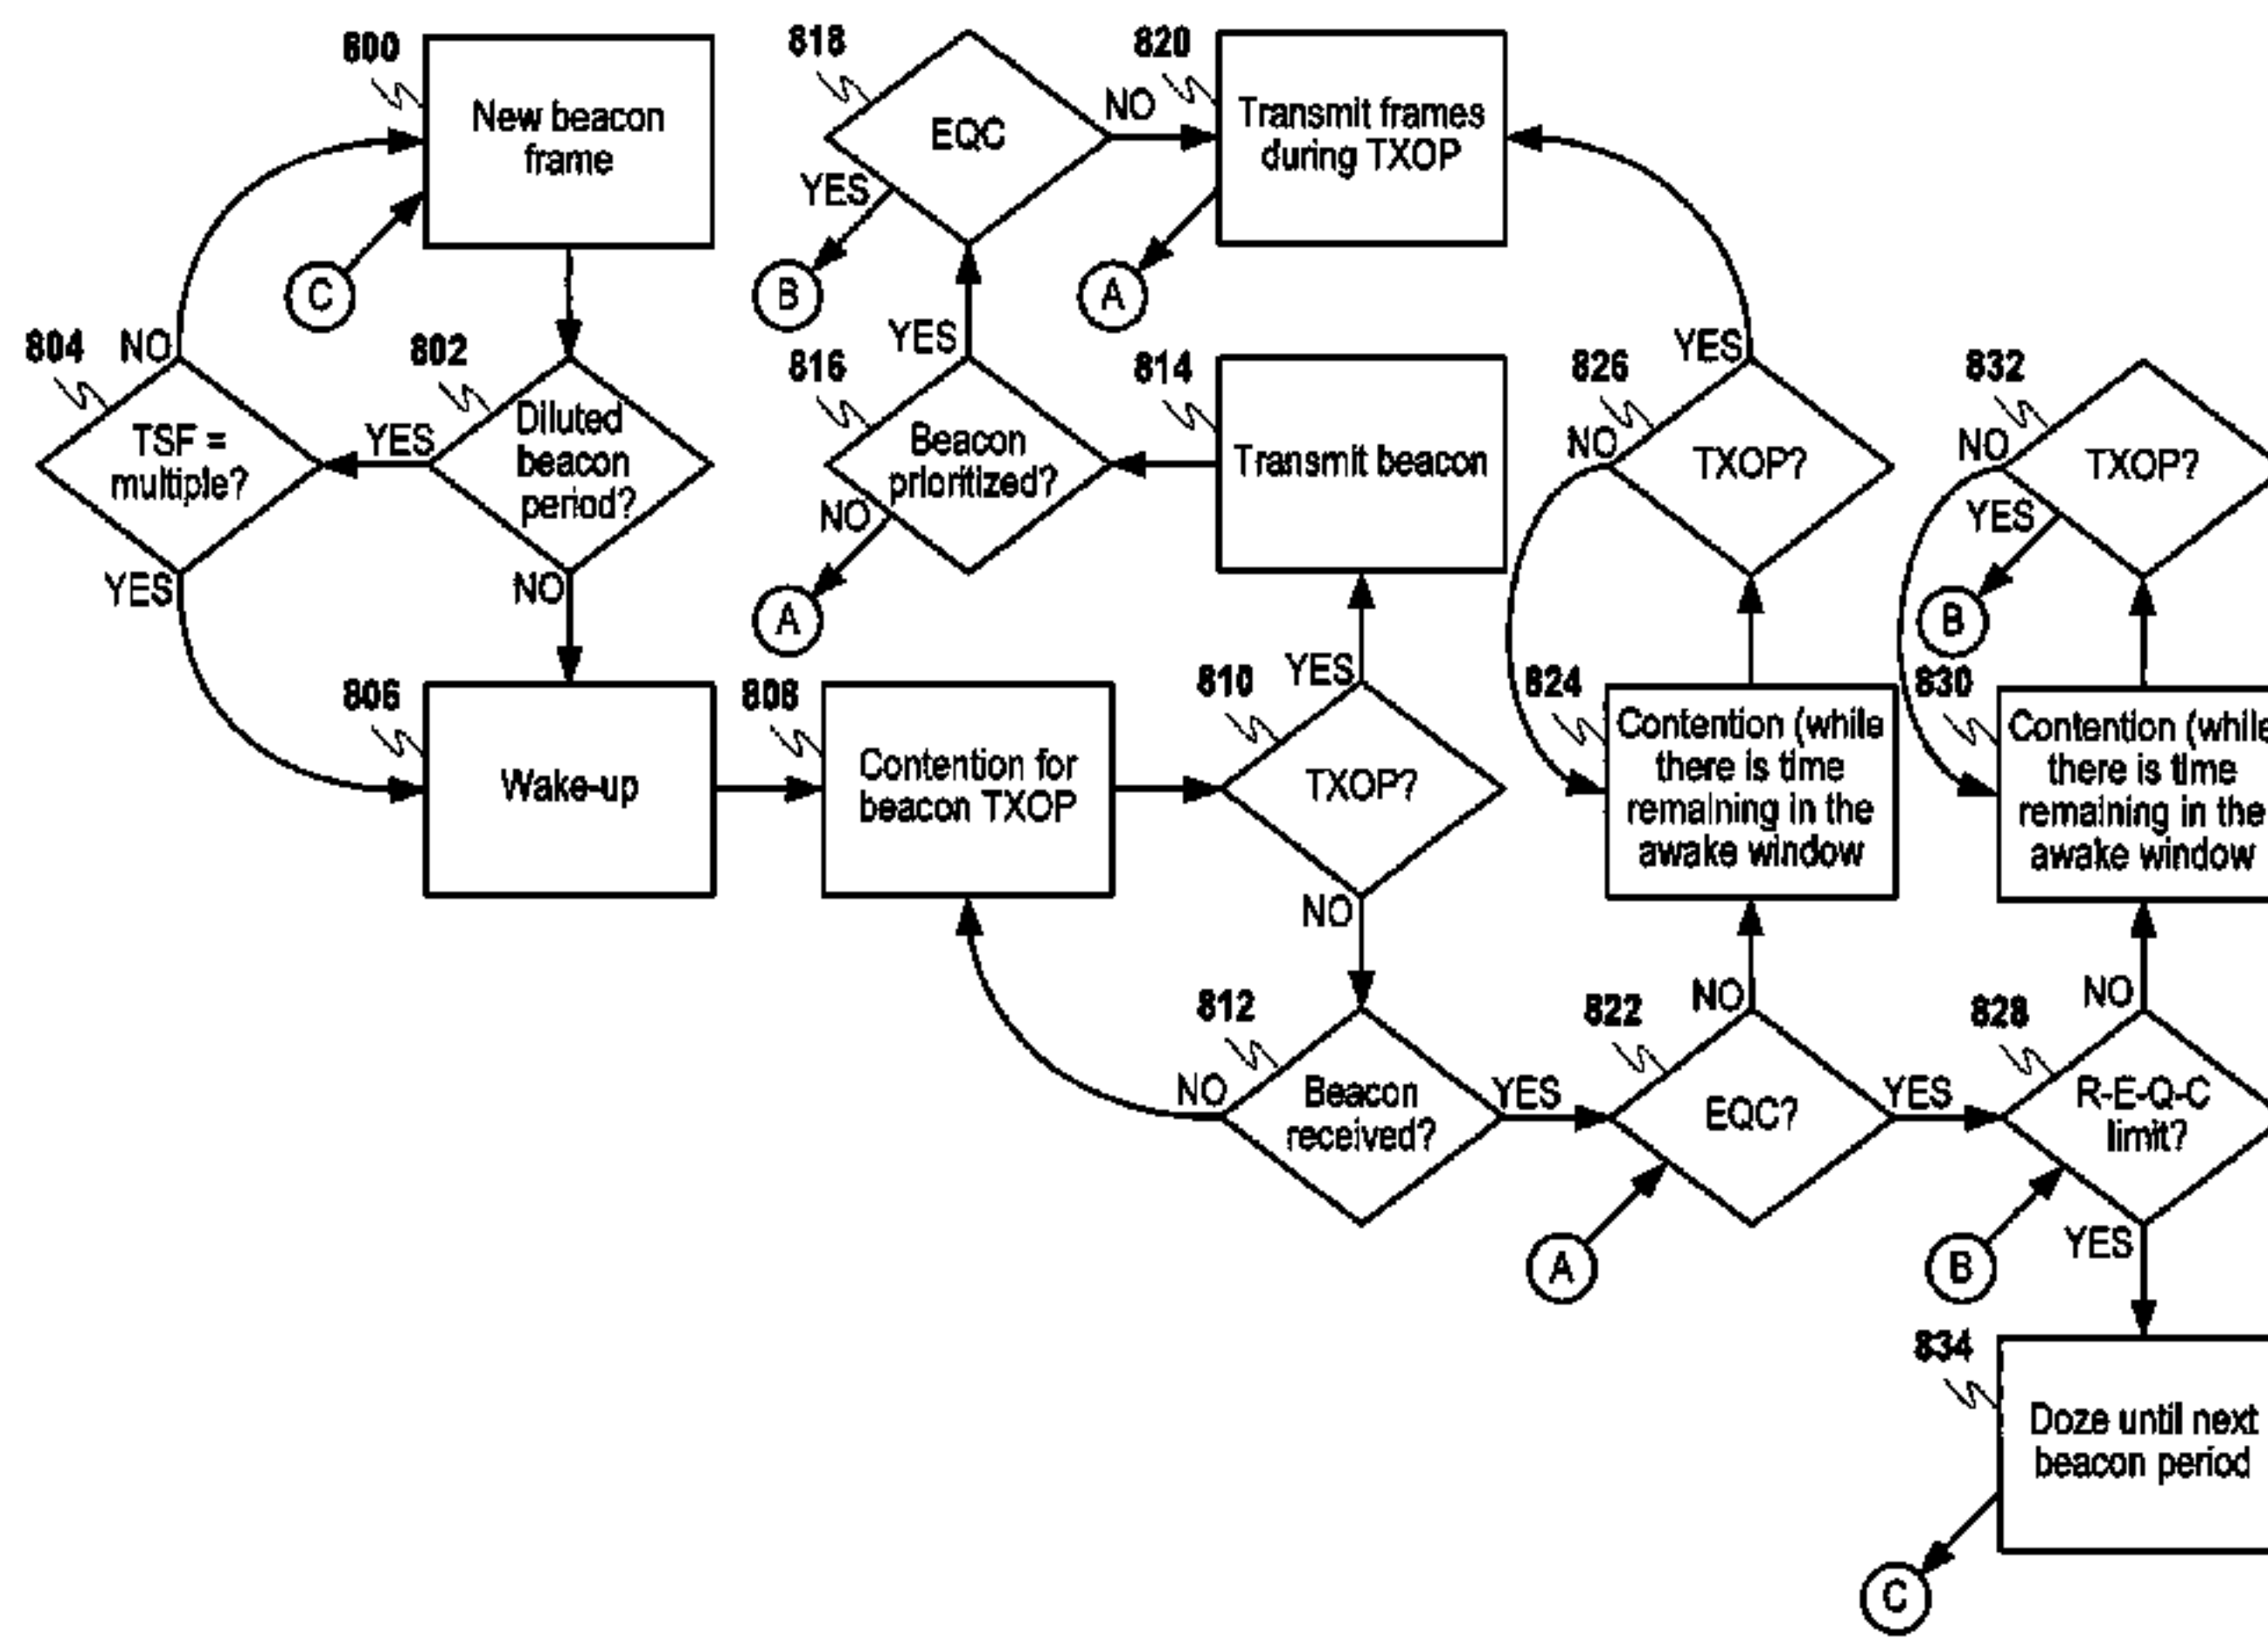 800
New beacon
frame
C
804
NO
TSF =
multiple?
YES
802
YES
Diluted
beacon
period?
NO
806
Wake-up
808
Contention for
beacon TXOP
810
YES
TXOP?
NO
812
NO
Beacon
received?
YES
814
Transmit beacon
816
YES
Beacon
prioritized?
NO
A
818
EQC
NO
YES
B
820
Transmit frames
during TXOP
A
822
NO
EQC?
YES
A
824
Contention (while
there is time
remaining in the
awake window
826
YES
NO
TXOP?
828
NO
R-E-Q-C
limit?
B
YES
830
Contention (while
there is time
remaining in the
awake window
832
NO
TXOP?
YES
B
834
Doze until next
beacon period
C